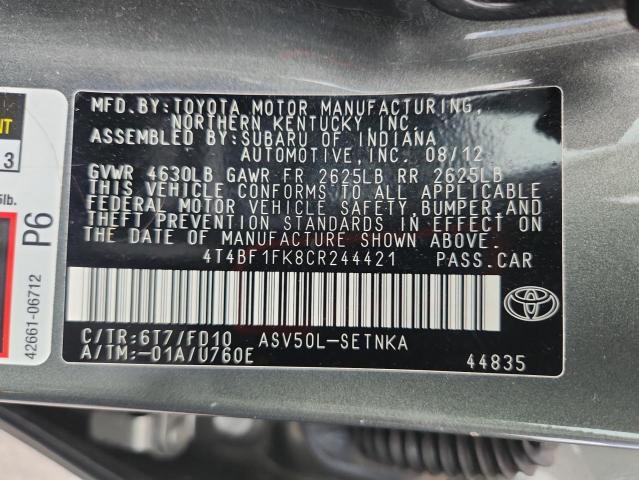 MFD.BY:TOYOTA MOTOR MANUFACTURING,
NORTHERN KENTUCKY INC.
ASSEMBLED BY:SUBARU OF INDIANA
AUTOMOTIVE,INC. 08/12
GVWR 4630LB GAWR FR 2625LB RR 2625LB
THIS VEHICLE CONFORMS TO ALL APPLICABLE
FEDERAL MOTOR VEHICLE SAFETY,BUMPER,AND
THEFT PREVENTION STANDARDS IN EFFECT ON
THE DATE OF MANUFACTURE SHOWN ABOVE.
4T4BF1FK8CR244421 PASS.CAR
C/TR:6T7/FD10 ASV50L-SETNKA
A/TM:-01A/U760E 44835
3
lb.
P6
42661-06712